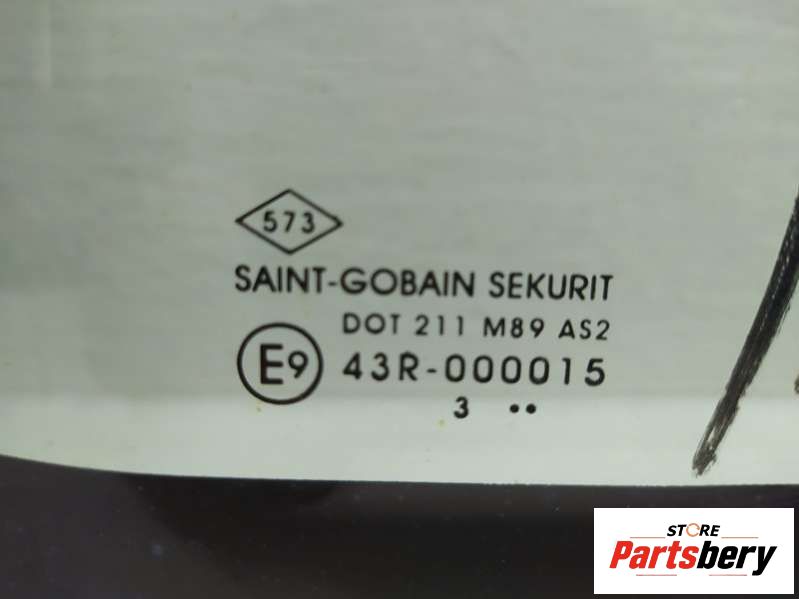 573
SAINT-GOBAIN SEKURIT
DOT 211 M89 AS2
E9 43R-000015
3 ••
STORE
Partsbery